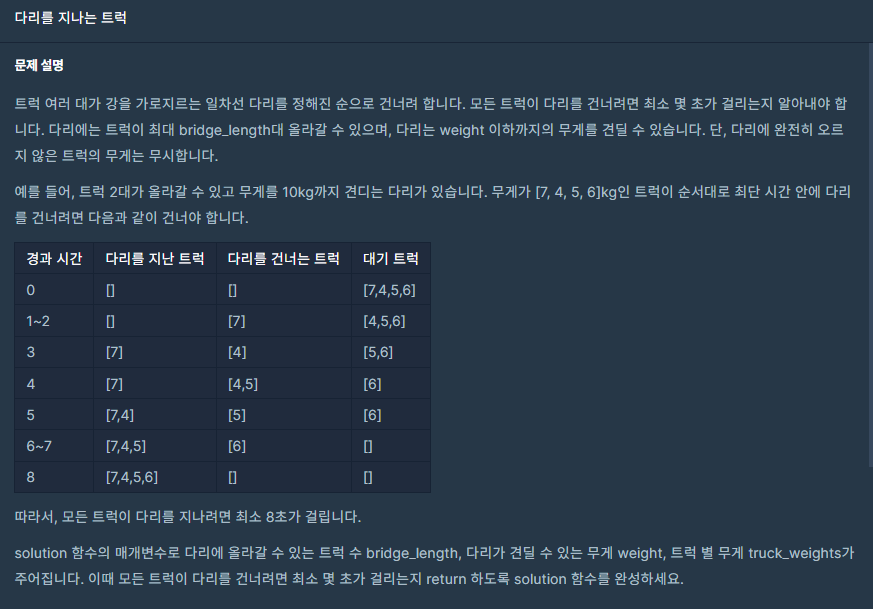 다리를 지나는 트럭
문제 설명
트럭 여러 대가 강을 가로지르는 일차선 다리를 정해진 순으로 건너려 합니다. 모든 트럭이 다리를 건너려면 최소 몇 초가 걸리는지 알아내야 합
니다. 다리에는 트럭이 최대 bridge_length대 올라갈 수 있으며, 다리는 weight 이하까지의 무게를 견딜 수 있습니다. 단, 다리에 완전히 오르
지 않은 트럭의 무게는 무시합니다.
예를 들어, 트럭 2대가 올라갈 수 있고 무게를 10kg까지 견디는 다리가 있습니다. 무게가 [7, 4, 5, 6]kg인 트럭이 순서대로 최단 시간 안에 다리
를 건너려면 다음과 같이 건너야 합니다.
경과 시간 다리를 지난 트럭 다리를 건너는 트럭 대기 트럭
0 [] [] [7,4,5,6]
1~2 [] [7] [4,5,6]
3 [7] [4] [5,6]
4 [7] [4,5] [6]
5 [7,4] [5] [6]
6~7 [7,4,5] [6] []
8 [7,4,5,6] [] []
따라서, 모든 트럭이 다리를 지나려면 최소 8초가 걸립니다.
solution 함수의 매개변수로 다리에 올라갈 수 있는 트럭 수 bridge_length, 다리가 견딜 수 있는 무게 weight, 트럭 별 무게 truck_weights가
주어집니다. 이때 모든 트럭이 다리를 건너려면 최소 몇 초가 걸리는지 return 하도록 solution 함수를 완성하세요.